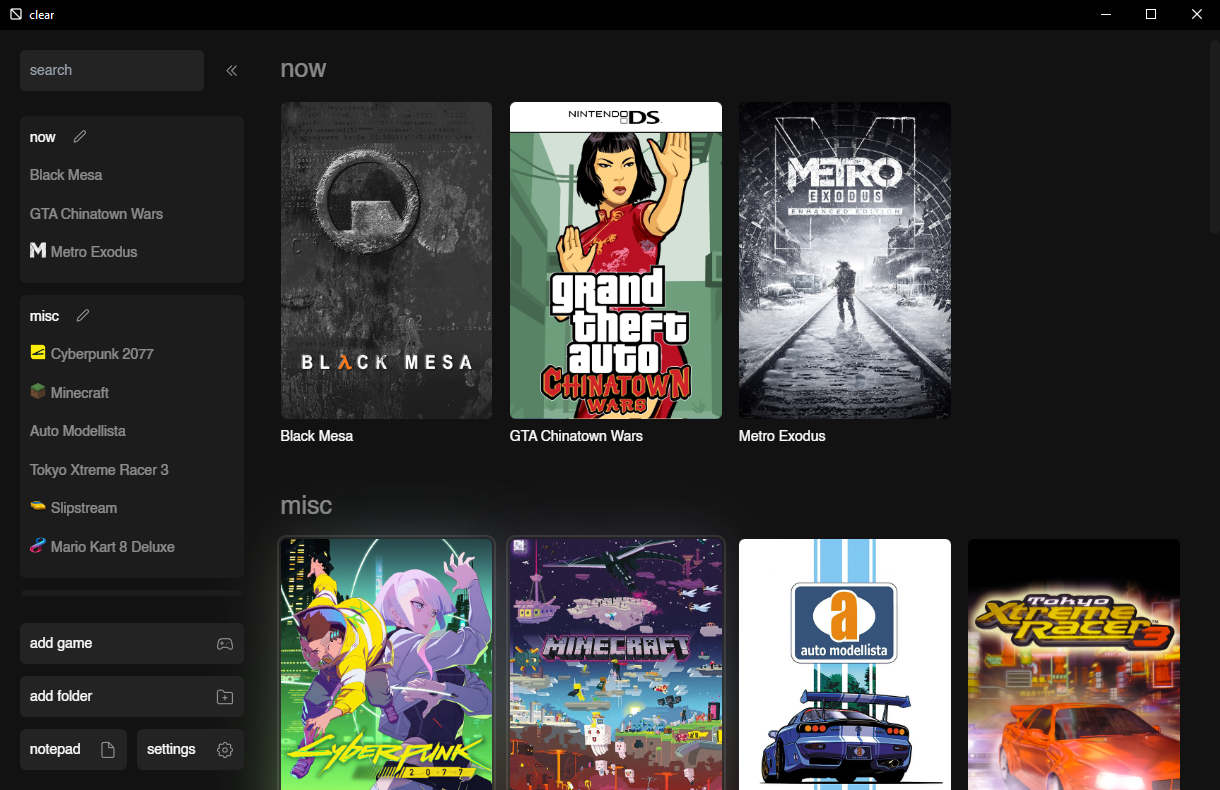 clear
search
now
Black Mesa
GTA Chinatown Wars
Metro Exodus
misc
Cyberpunk 2077
Minecraft
Auto Modellista
Tokyo Xtreme Racer 3
Slipstream
Mario Kart 8 Deluxe
add game
add folder
notepad
settings
now
BLλCK MESA
NINTENDO DS
grand
theft
auto
CHINATOWN
WARS
METRO
EXODUS
ENHANCED EDITION
Black Mesa
GTA Chinatown Wars
Metro Exodus
misc
CYBERPUNK
2077
MINECRAFT
a
auto modellista
Tokyo
Xtreme
Racer 3